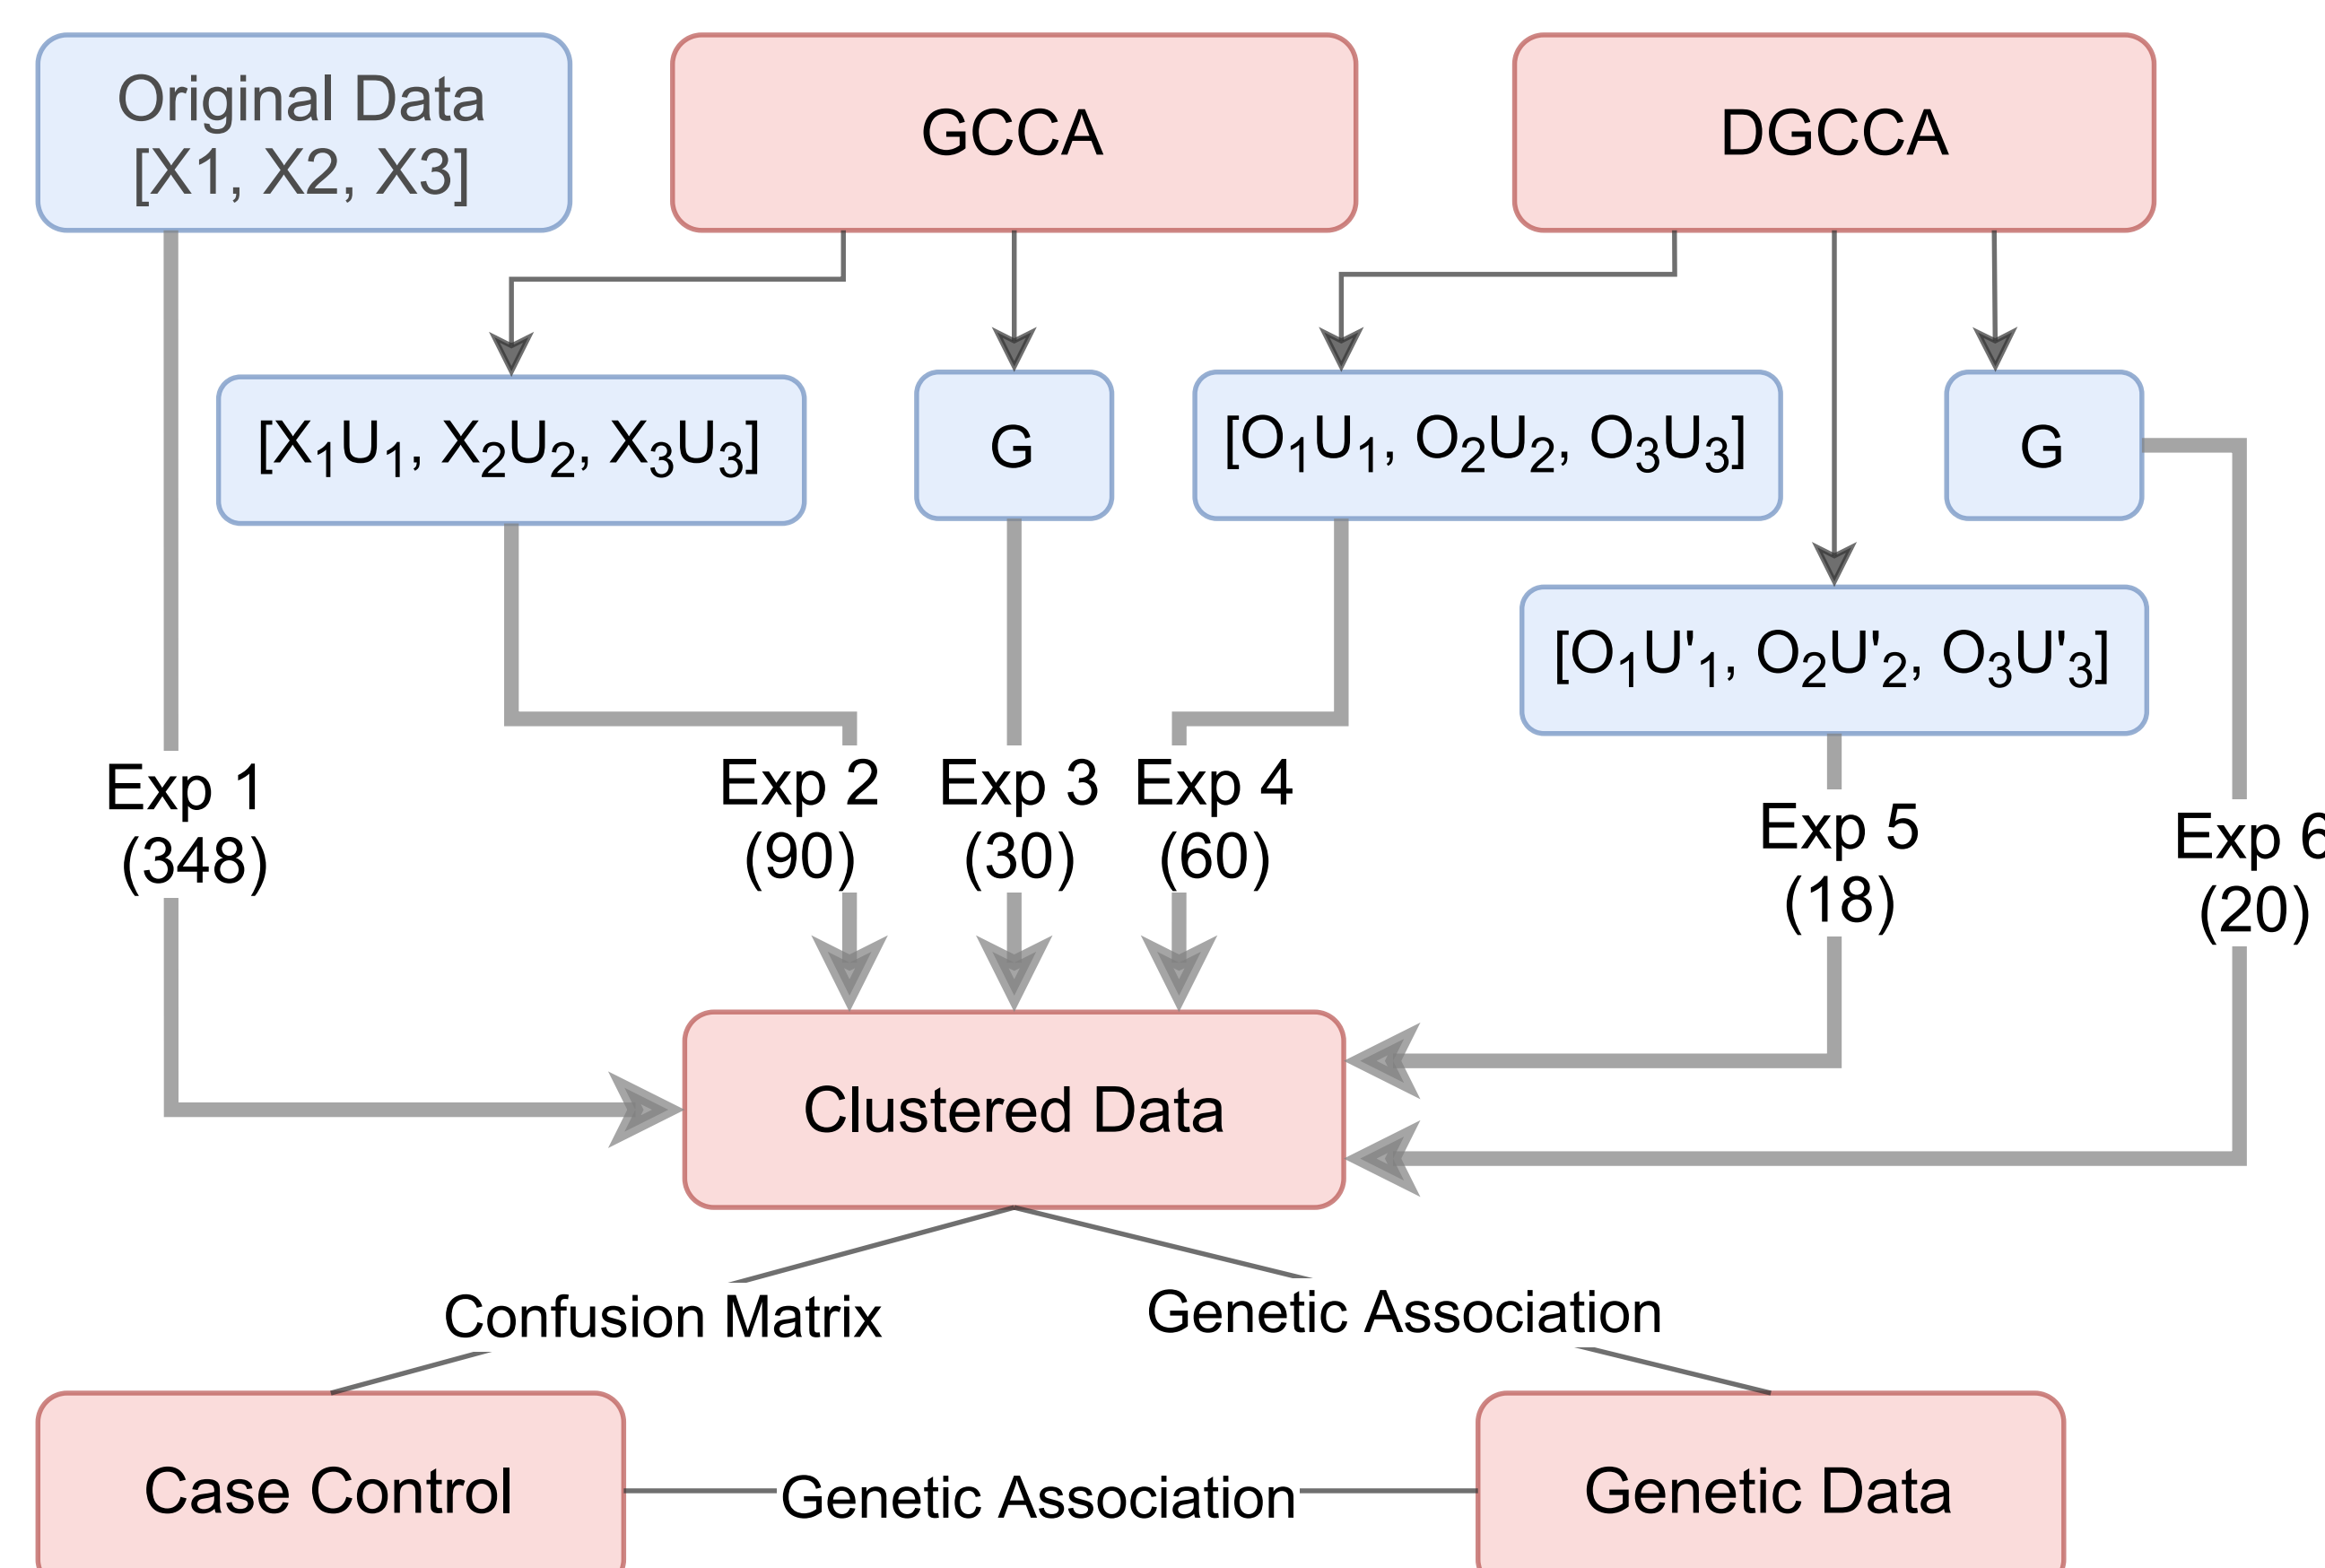 Original Data
[X1, X2, X3]
GCCA
DGCCA
[X₁U₁, X₂U₂, X₃U₃]
G
[O₁U₁, O₂U₂, O₃U₃]
G
[O₁U'₁, O₂U'₂, O₃U'₃]
Exp 1
(348)
Exp 2
(90)
Exp 3
(30)
Exp 4
(60)
Exp 5
(18)
Exp 6
(20)
Clustered Data
Confusion Matrix
Genetic Association
Case Control
Genetic Association
Genetic Data